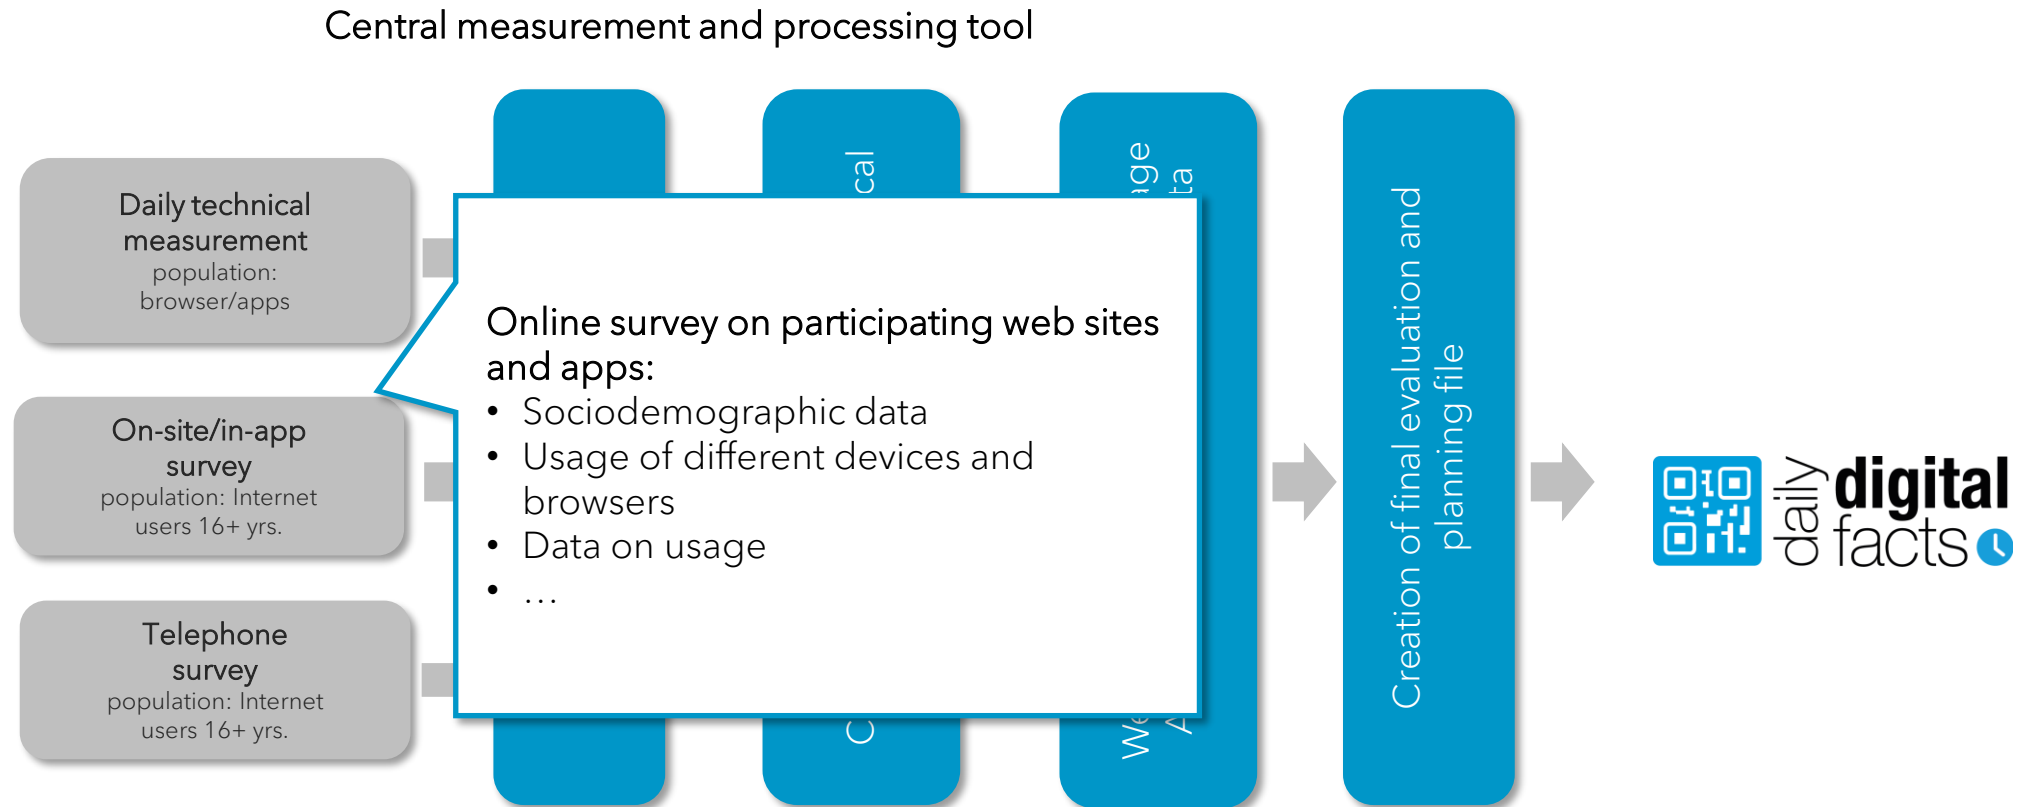 Central measurement and processing tool
Daily technical
measurement
population:
browser/apps
On-site/in-app
survey
population: Internet
users 16+ yrs.
Telephone
survey
population: Internet
users 16+ yrs.
Online survey on participating web sites
and apps:
• Sociodemographic data
• Usage of different devices and
browsers
• Data on usage
• …
Creation of final evaluation and
planning file
daily
digital
facts